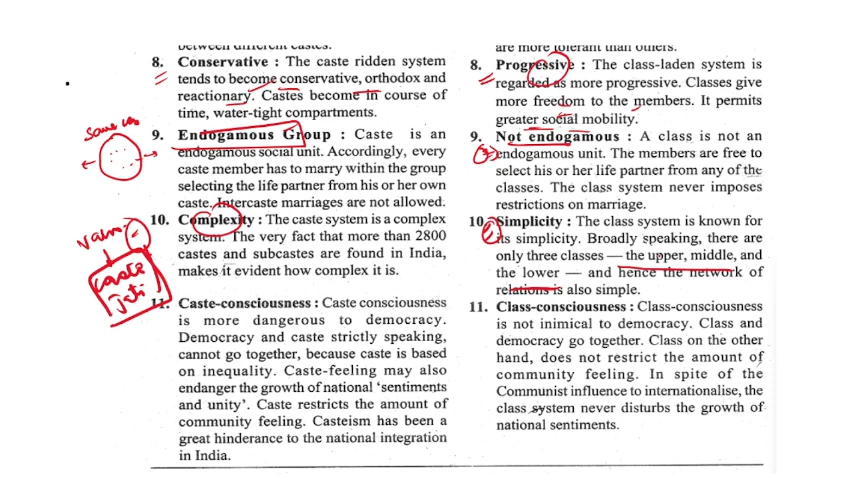 between different castes.
8. Conservative : The caste ridden system
tends to become conservative, orthodox and
reactionary. Castes become in course of
time, water-tight compartments.
9. Endogamous Group : Caste is an
endogamous social unit. Accordingly, every
caste member has to marry within the group
selecting the life partner from his or her own
caste. Intercaste marriages are not allowed.
10. Complexity : The caste system is a complex
system. The very fact that more than 2800
castes and subcastes are found in India,
makes it evident how complex it is.
11. Caste-consciousness : Caste consciousness
is more dangerous to democracy.
Democracy and caste strictly speaking,
cannot go together, because caste is based
on inequality. Caste-feeling may also
endanger the growth of national ‘sentiments
and unity’. Caste restricts the amount of
community feeling. Casteism has been a
great hinderance to the national integration
in India.
Same
Caste
Jati
are more tolerant than others.
8. Progressive : The class-laden system is
regarded as more progressive. Classes give
more freedom to the members. It permits
greater social mobility.
9. Not endogamous : A class is not an
endogamous unit. The members are free to
select his or her life partner from any of the
classes. The class system never imposes
restrictions on marriage.
10. Simplicity : The class system is known for
its simplicity. Broadly speaking, there are
only three classes — the upper, middle, and
the lower — and hence the network of
relations is also simple.
11. Class-consciousness : Class-consciousness
is not inimical to democracy. Class and
democracy go together. Class on the other
hand, does not restrict the amount of
community feeling. In spite of the
Communist influence to internationalise, the
class system never disturbs the growth of
national sentiments.